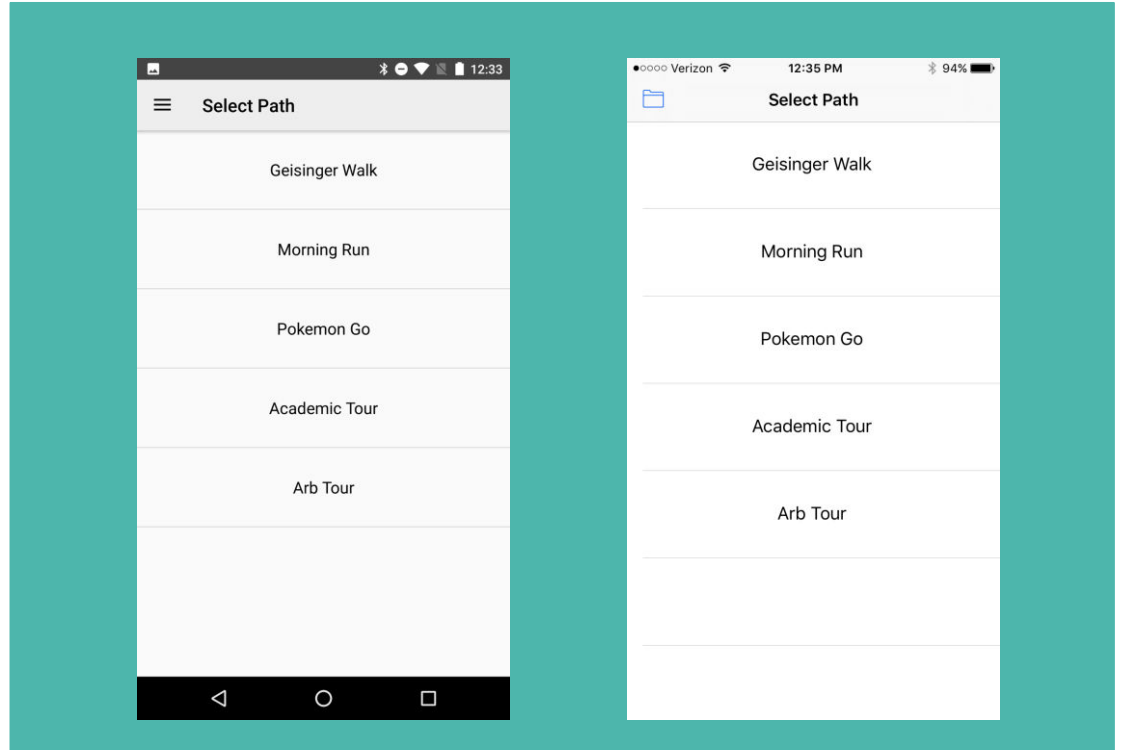 12:33
Select Path
Geisinger Walk
Morning Run
Pokemon Go
Academic Tour
Arb Tour
Verizon 12:35 PM 94%
Select Path
Geisinger Walk
Morning Run
Pokemon Go
Academic Tour
Arb Tour